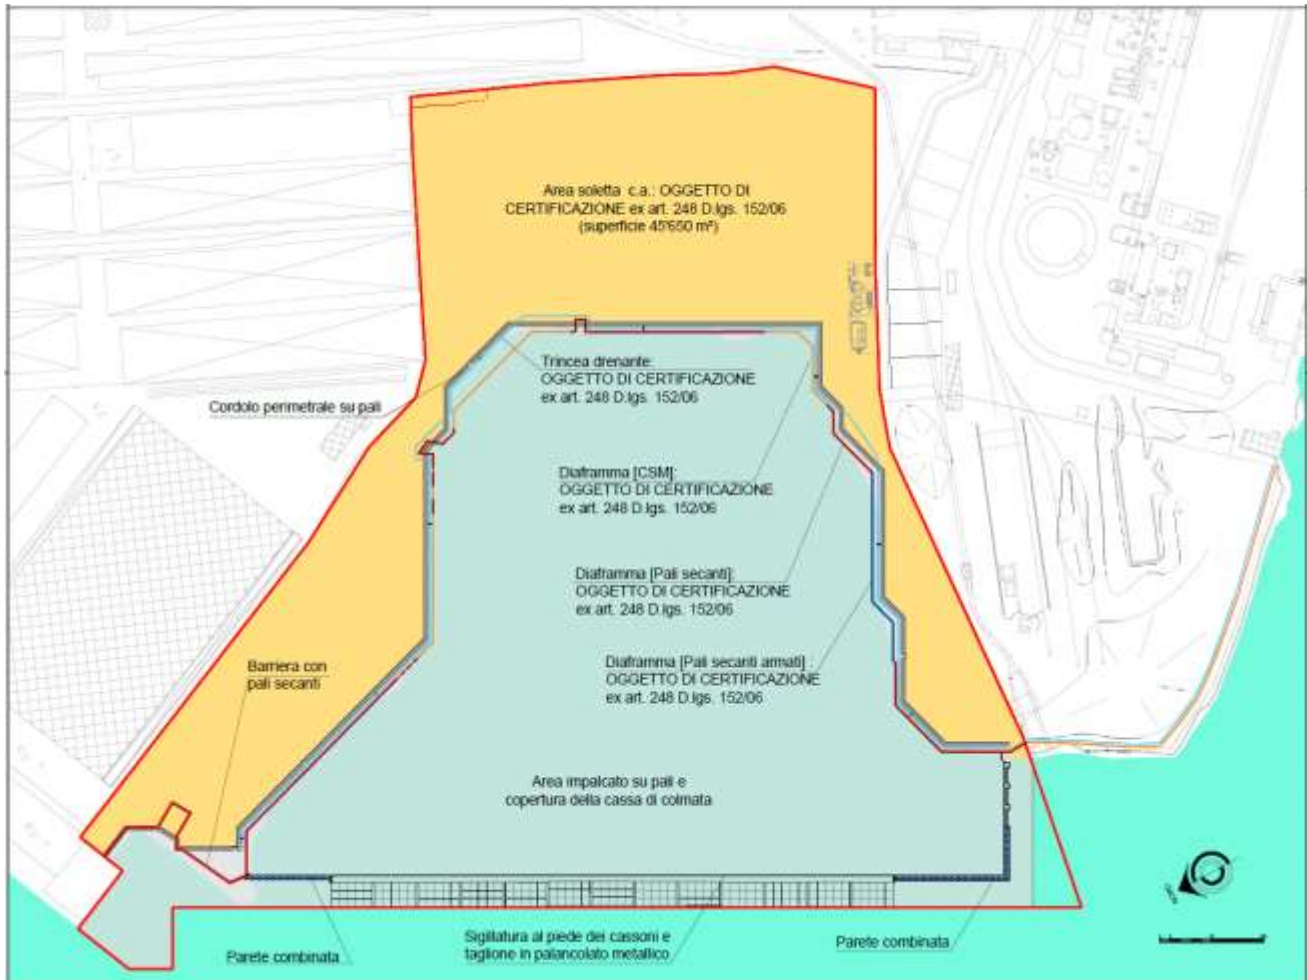 Area soletta c.a.: OGGETTO DI
CERTIFICAZIONE ex art. 248 D.lgs. 152/06
(superficie 45'650 m²)
Trincea drenante:
OGGETTO DI CERTIFICAZIONE
ex art. 248 D.lgs. 152/06
Cordolo perimetrale su pali
Diaframma [CSM]:
OGGETTO DI CERTIFICAZIONE
ex art. 248 D.lgs. 152/06
Diaframma [Pali secanti]:
OGGETTO DI CERTIFICAZIONE
ex art. 248 D.lgs. 152/06
Barriera con
pali secanti
Diaframma [Pali secanti armati]:
OGGETTO DI CERTIFICAZIONE
ex art. 248 D.lgs. 152/06
Area impalcato su pali e
copertura della cassa di colmata
Parete combinata
Sigillatura al piede dei cassoni e
taglione in palancolato metallico
Parete combinata